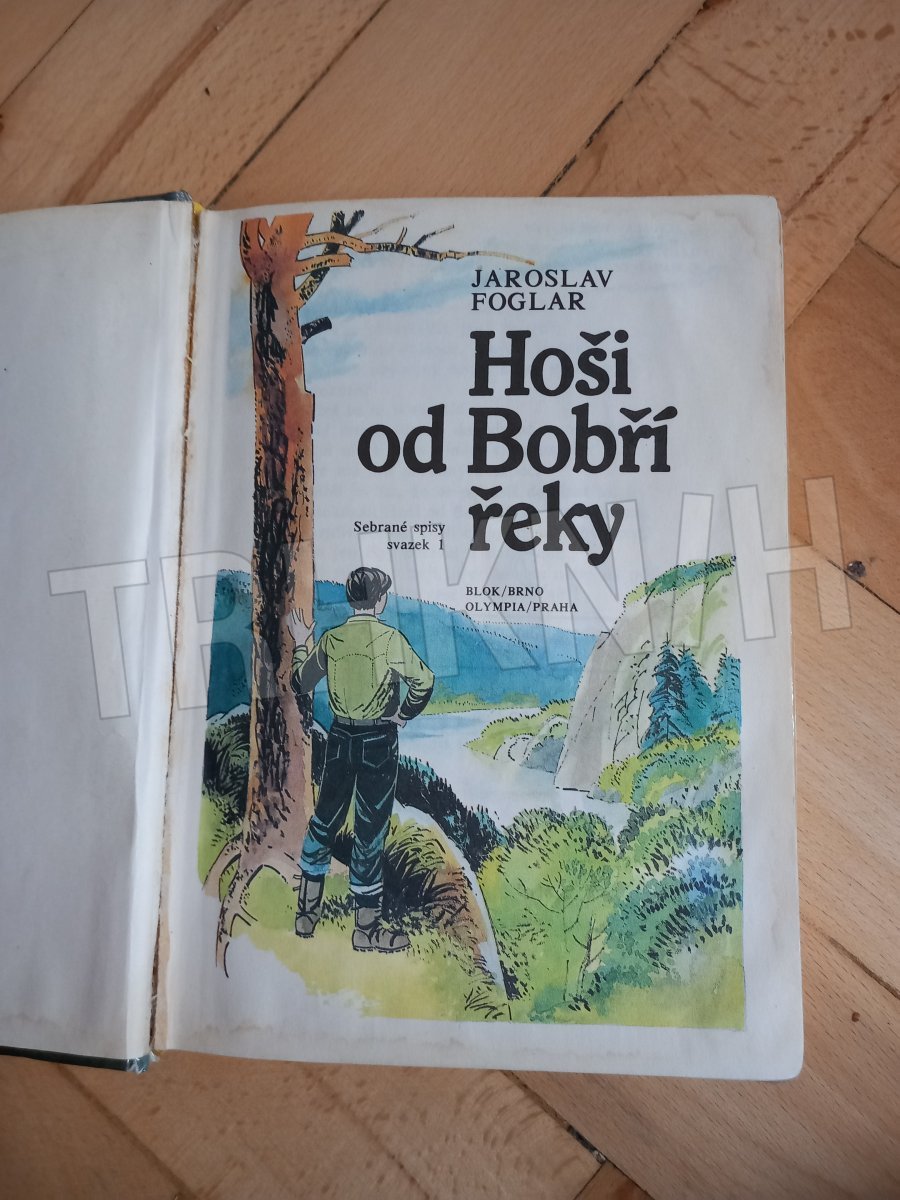 JAROSLAV
FOGLAR
Hoši
od Bobří
řeky
Sebrané spisy
svazek 1
BLOK/BRNO
OLYMPIA/PRAHA